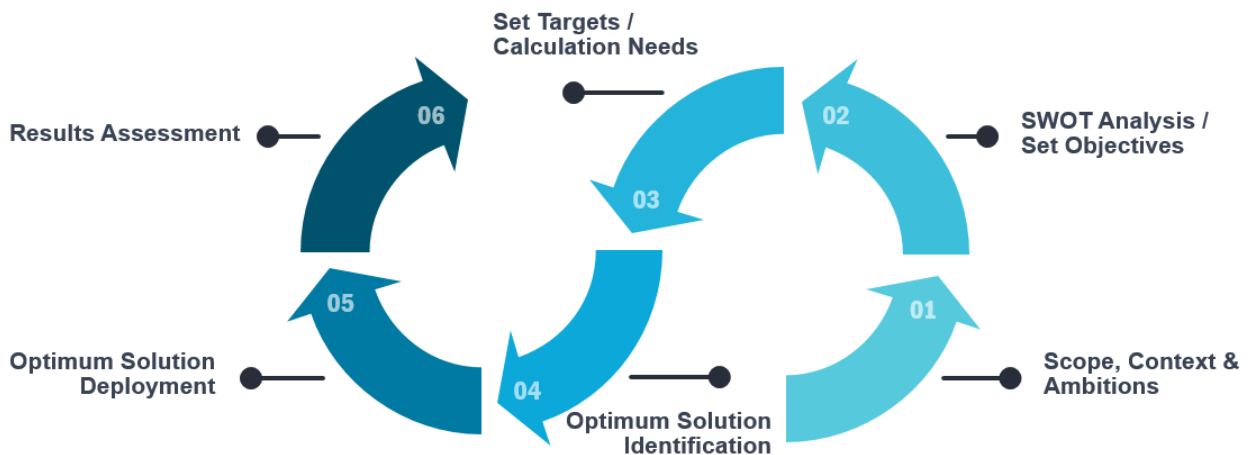 Set Targets /
Calculation Needs
06
02
Results Assessment
SWOT Analysis /
Set Objectives
03
05
01
Optimum Solution
Deployment
Scope, Context &
Ambitions
04
Optimum Solution
Identification